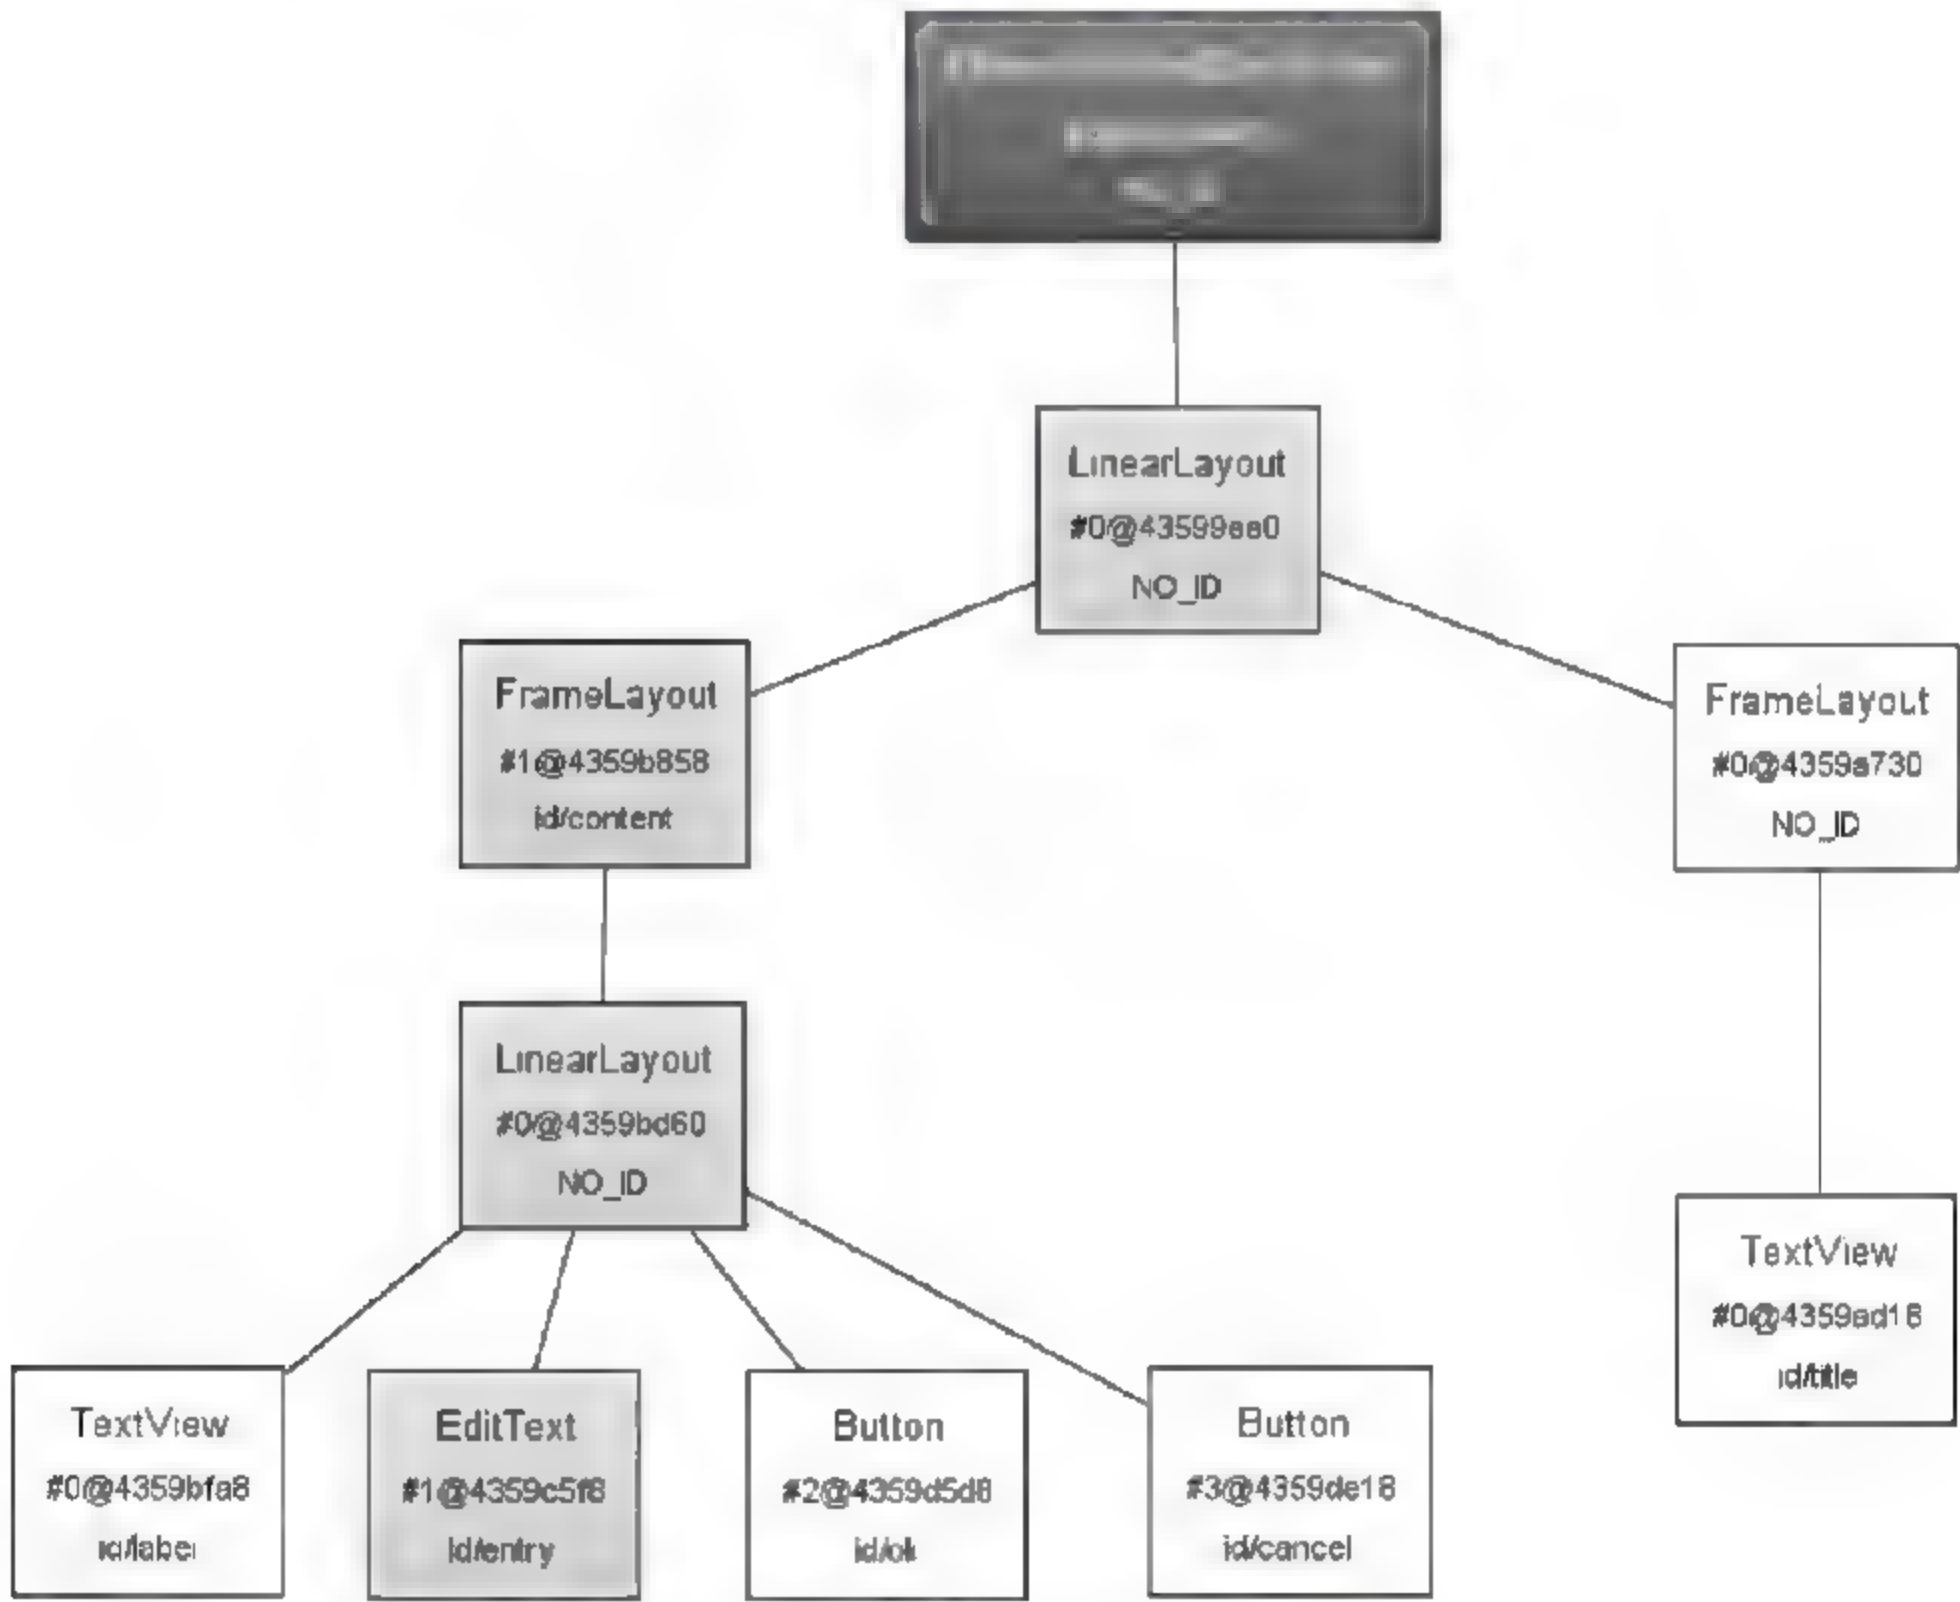 LinearLayout
#0@43599ee0
NO_ID
FrameLayout
#1@4359b858
id/content
FrameLayout
#0@4359a730
NO_ID
LinearLayout
#0@4359bd60
NO_ID
TextView
#0@4359ad18
id/title
TextView
#0@4359bfa8
id/label
EditText
#1@4359c5f8
id/entry
Button
#2@4359d5d8
id/ok
Button
#3@4359de18
id/cancel